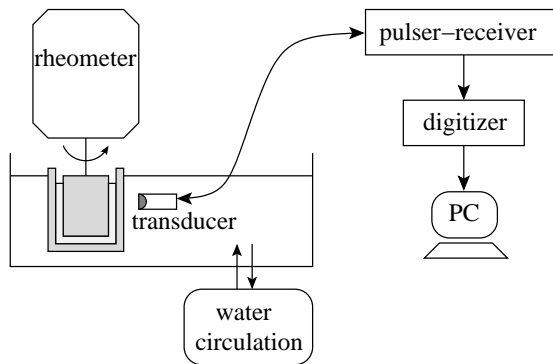 rheometer
pulser–receiver
digitizer
PC
transducer
water
circulation